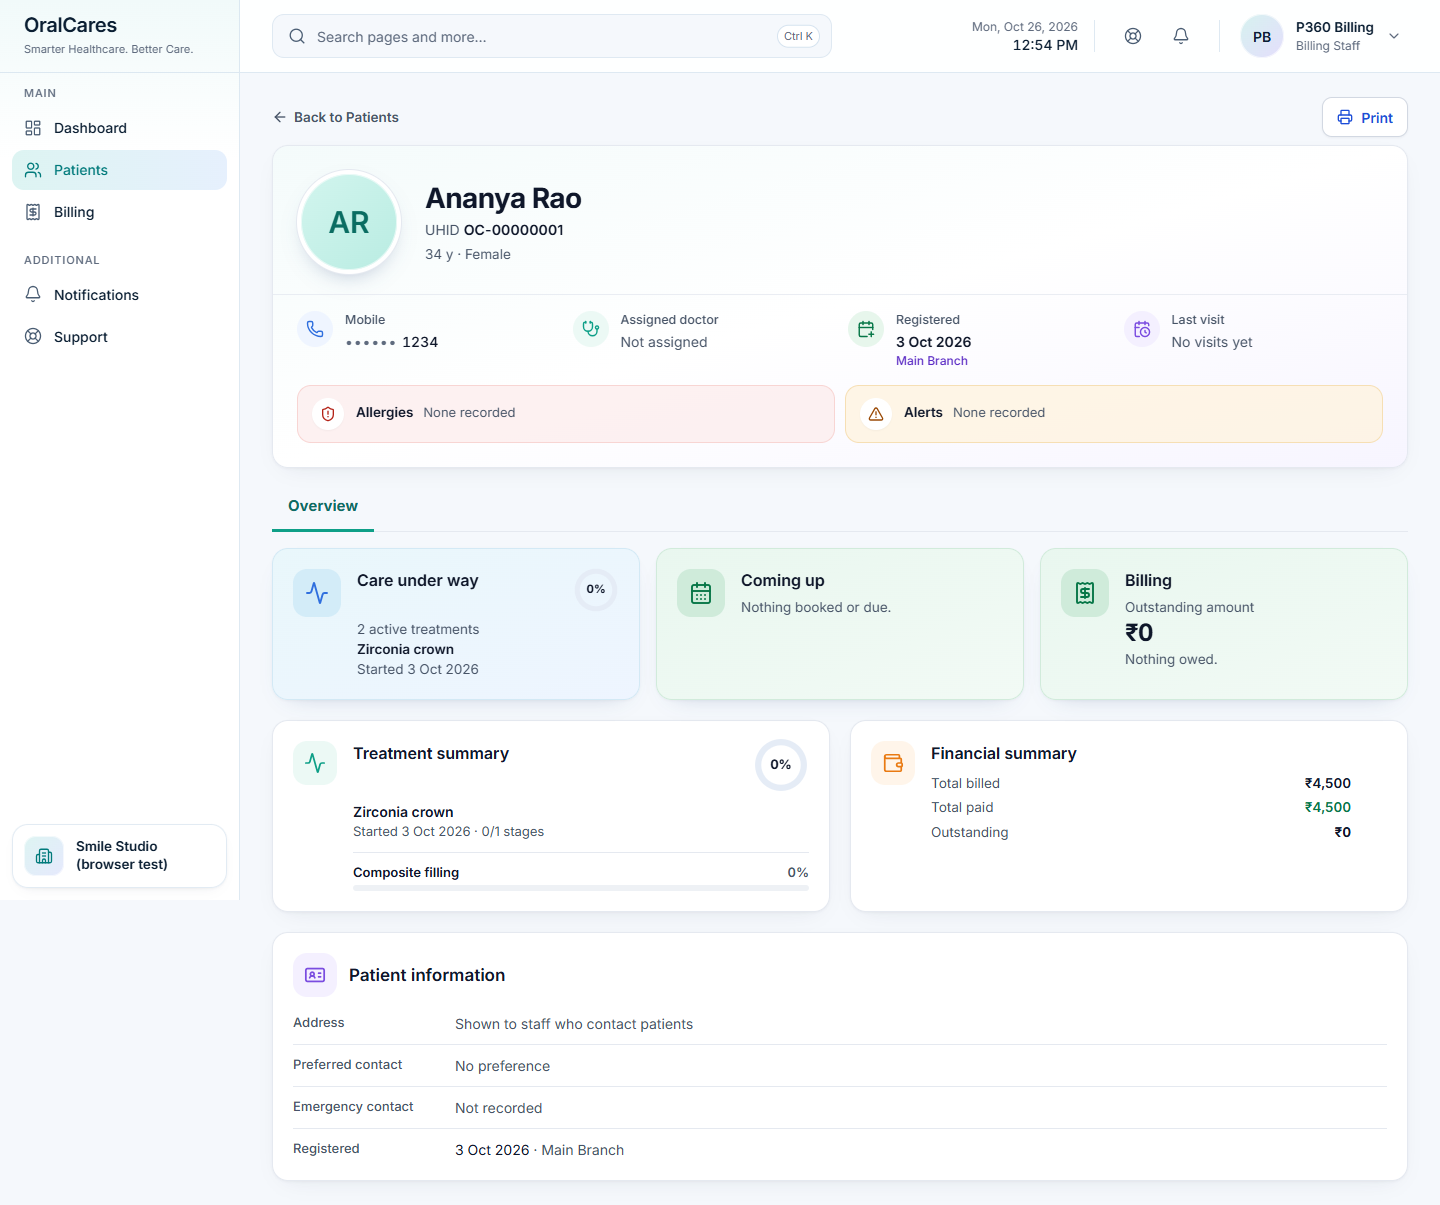 OralCares
Smarter Healthcare. Better Care.
Search pages and more...
Ctrl K
Mon, Oct 26, 2026
12:54 PM
PB
P360 Billing
Billing Staff
MAIN
Dashboard
Patients
Billing
ADDITIONAL
Notifications
Support
Smile Studio
(browser test)
Back to Patients
Print
AR
Ananya Rao
UHID OC-00000001
34 y · Female
Mobile
•••••• 1234
Assigned doctor
Not assigned
Registered
3 Oct 2026
Main Branch
Last visit
No visits yet
Allergies None recorded
Alerts None recorded
Overview
Care under way
0%
2 active treatments
Zirconia crown
Started 3 Oct 2026
Coming up
Nothing booked or due.
Billing
Outstanding amount
₹0
Nothing owed.
Treatment summary
0%
Zirconia crown
Started 3 Oct 2026 · 0/1 stages
Composite filling 0%
Financial summary
Total billed ₹4,500
Total paid ₹4,500
Outstanding ₹0
Patient information
Address Shown to staff who contact patients
Preferred contact No preference
Emergency contact Not recorded
Registered 3 Oct 2026 · Main Branch